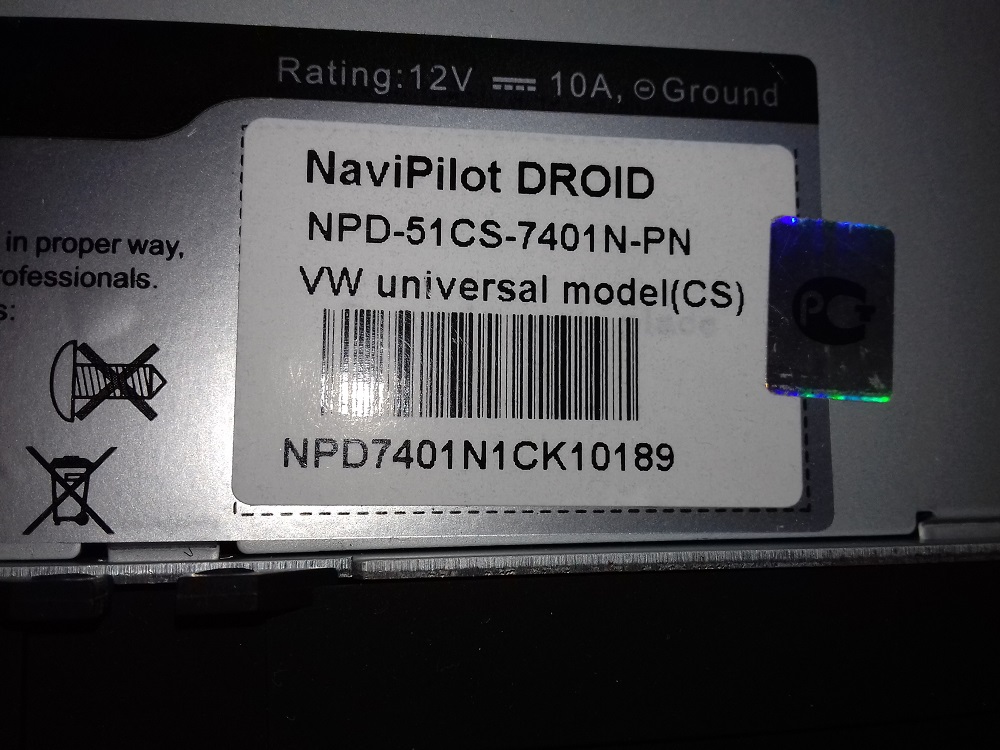 Rating:12V ⎓ 10A, ⊖Ground
NaviPilot DROID
NPD-51CS-7401N-PN
VW universal model(CS)
NPD7401N1CK10189
in proper way,
rofessionals.
s:
РСТ